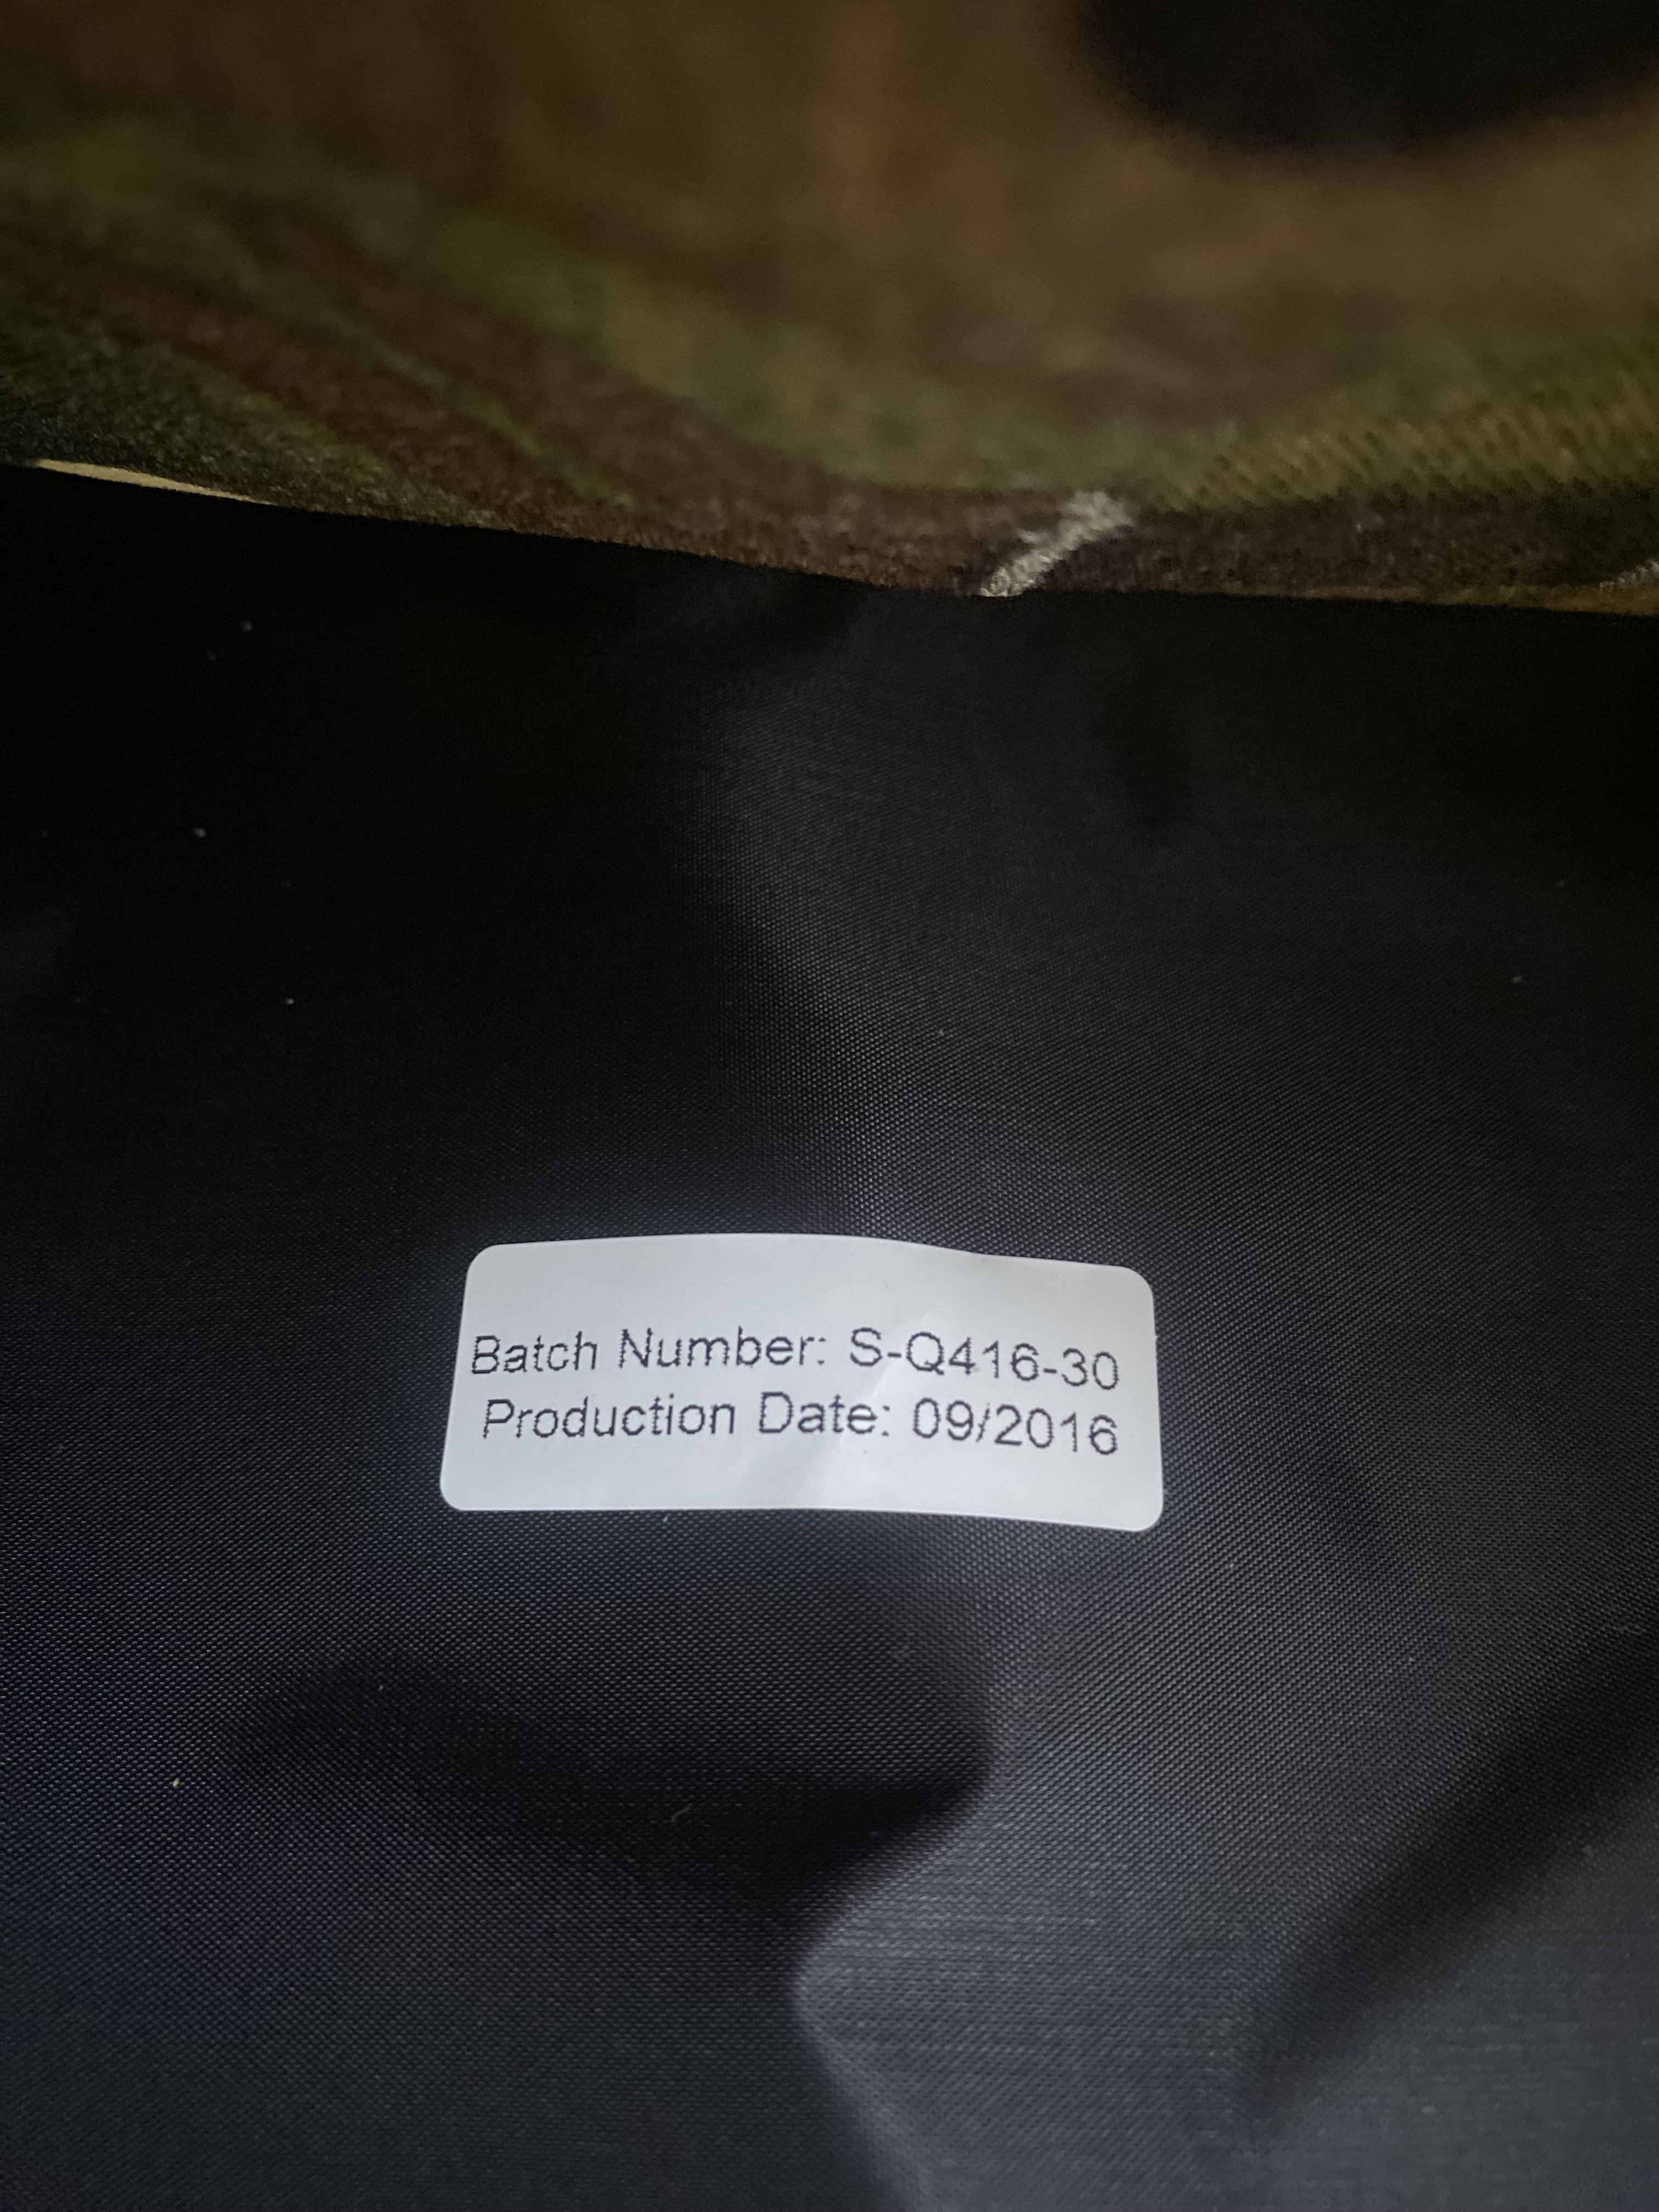 Batch Number: S-Q416-30
Production Date: 09/2016